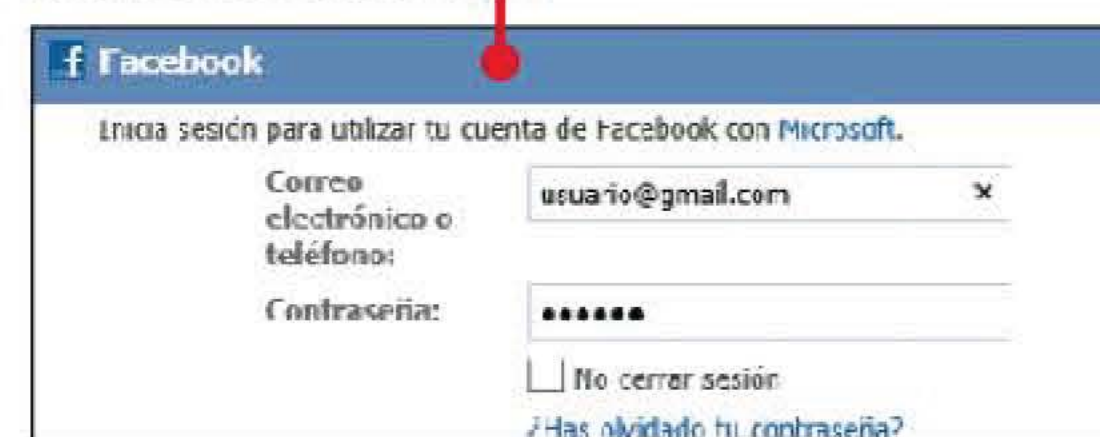 f Facebook
Inicia sesión para utilizar tu cuenta de Facebook con Microsoft.
Correo
electrónico o
teléfono:
usuario@gmail.com ×
Contraseña:
••••••
No cerrar sesión
¿Has olvidado tu contraseña?